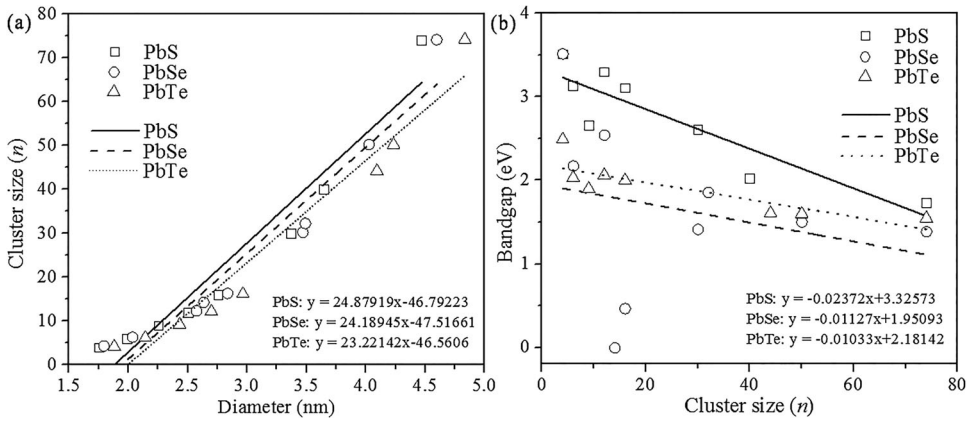 (a)
PbS
PbSe
PbTe
PbS
PbSe
PbTe
PbS: y = 24.87919x-46.79223
PbSe: y = 24.18945x-47.51661
PbTe: y = 23.22142x-46.5606
Cluster size (n)
80
70
60
50
40
30
20
10
0
1.5 2.0 2.5 3.0 3.5 4.0 4.5 5.0
Diameter (nm)
(b)
PbS
PbSe
PbTe
PbS
PbSe
PbTe
PbS: y = -0.02372x+3.32573
PbSe: y = -0.01127x+1.95093
PbTe: y = -0.01033x+2.18142
Bandgap (eV)
4
3
2
1
0
0 20 40 60 80
Cluster size (n)